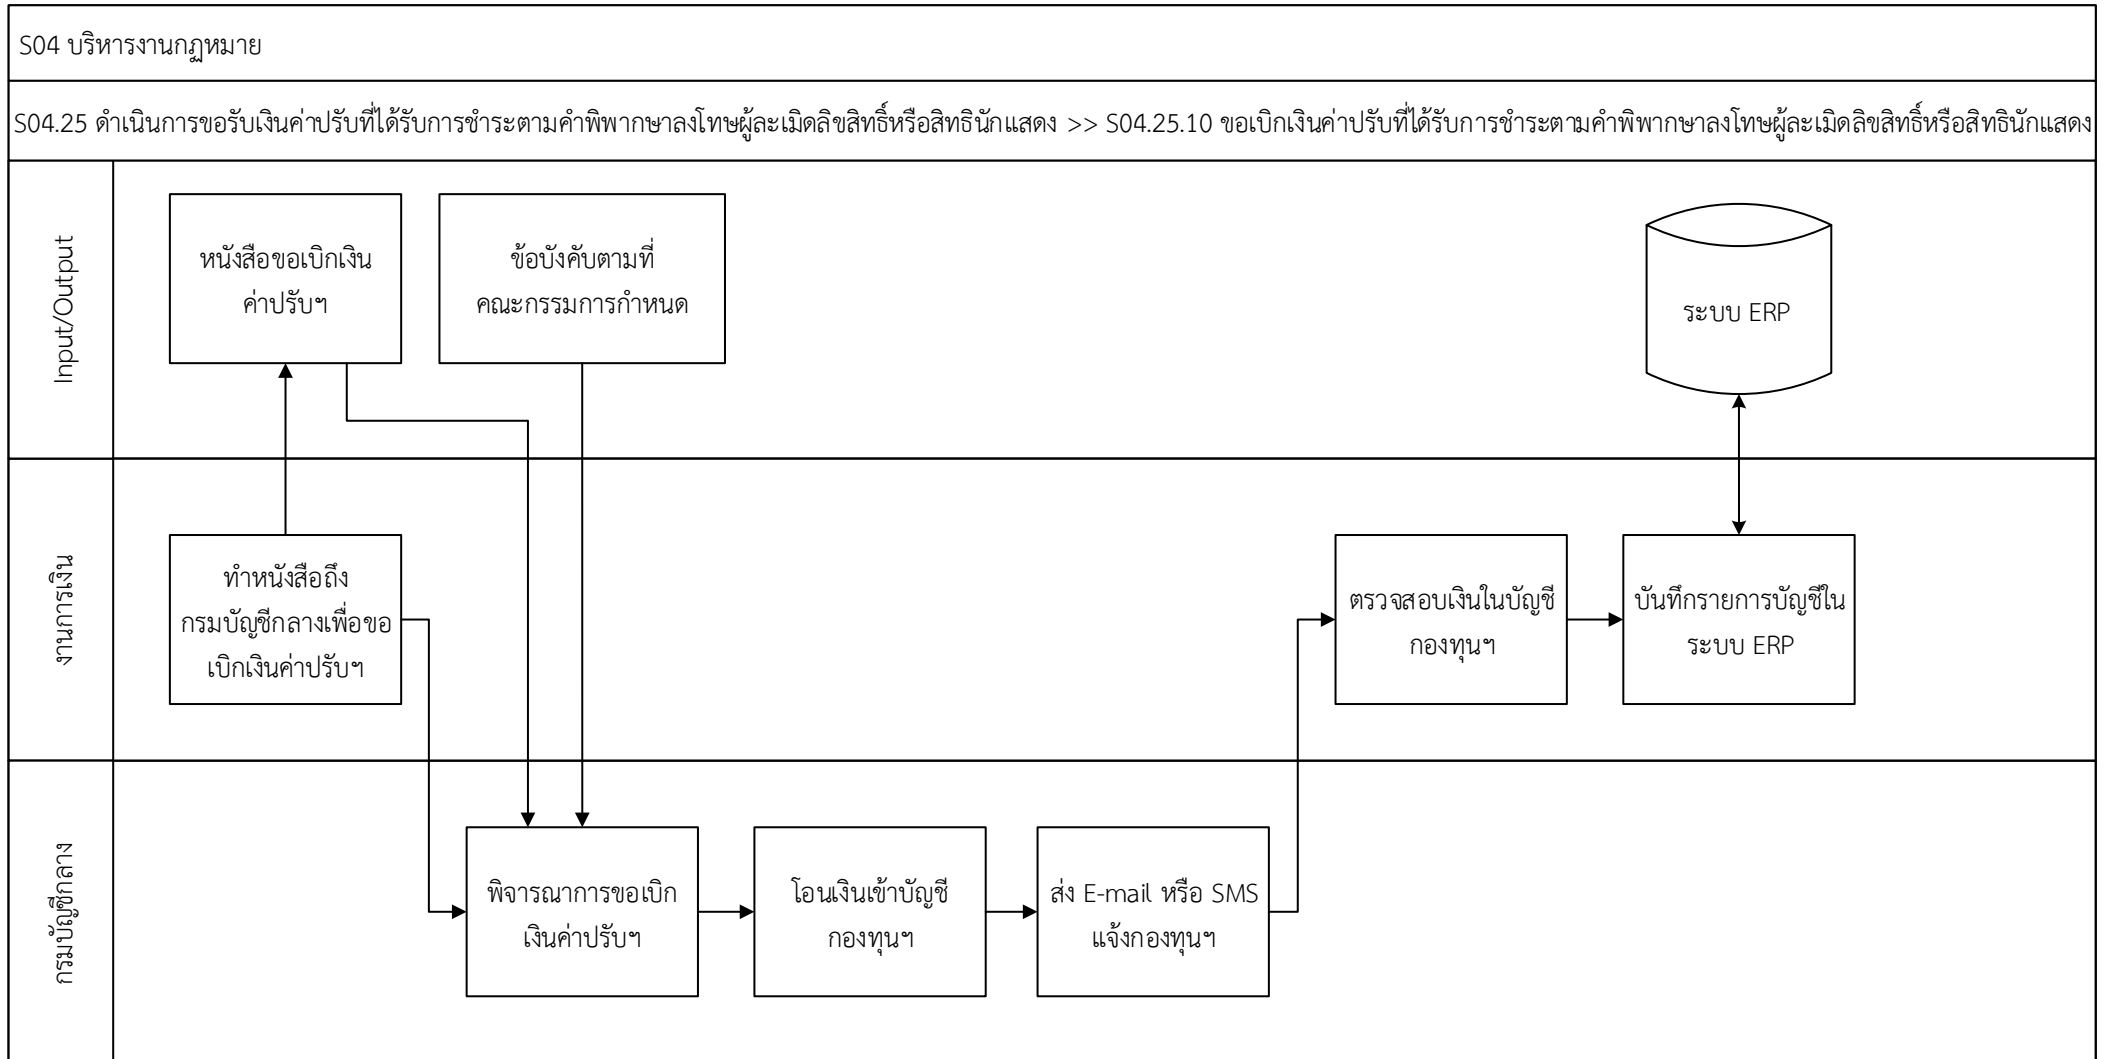 S04 บริหารงานกฏหมาย
S04.25 ดำเนินการขอรับเงินค่าปรับที่ได้รับการชำระตามคำพิพากษาลงโทษผู้ละเมิดลิขสิทธิ์หรือสิทธินักแสดง >> S04.25.10 ขอเบิกเงินค่าปรับที่ได้รับการชำระตามคำพิพากษาลงโทษผู้ละเมิดลิขสิทธิ์หรือสิทธินักแสดง
Input/Output
หนังสือขอเบิกเงิน
ค่าปรับฯ
ข้อบังคับตามที่
คณะกรรมการกำหนด
ระบบ ERP
งานการเงิน
ทำหนังสือถึง
กรมบัญชีกลางเพื่อขอ
เบิกเงินค่าปรับฯ
ตรวจสอบเงินในบัญชี
กองทุนฯ
บันทึกรายการบัญชีใน
ระบบ ERP
กรมบัญชีกลาง
พิจารณาการขอเบิก
เงินค่าปรับฯ
โอนเงินเข้าบัญชี
กองทุนฯ
ส่ง E-mail หรือ SMS
แจ้งกองทุนฯ